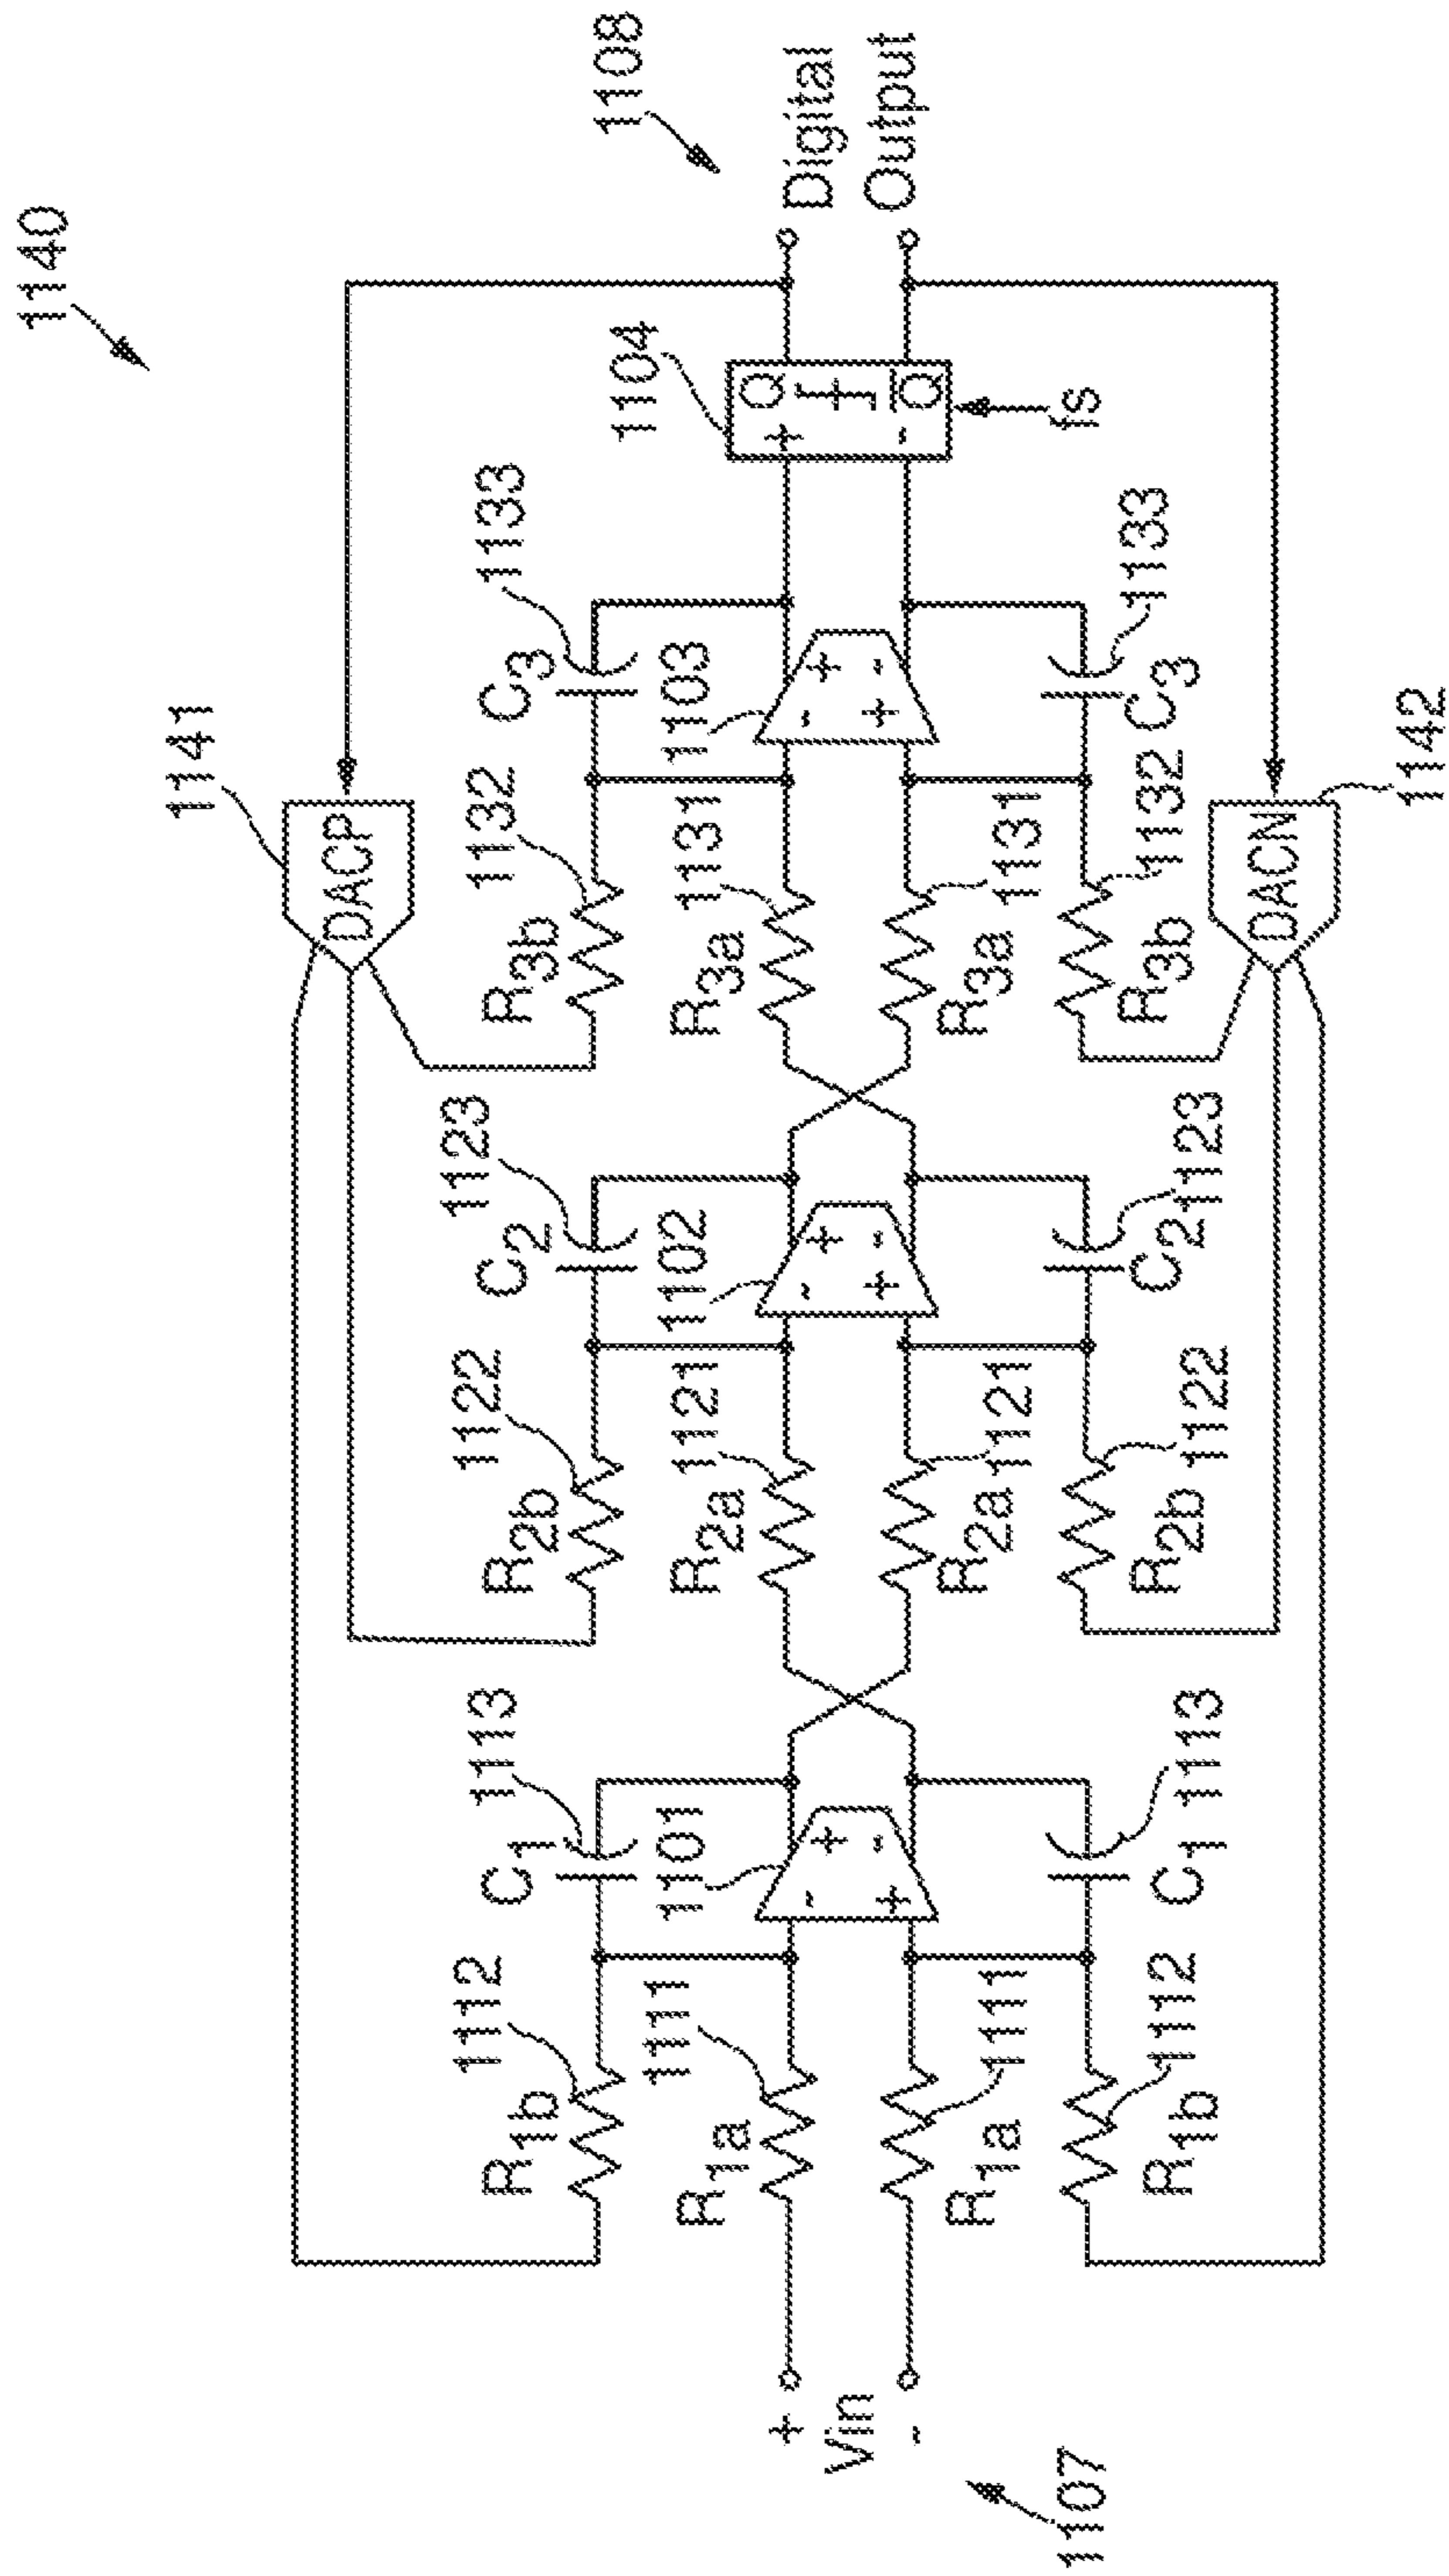 1140
1108
1141
DACP
1104
Digital
Output
Q
+
-
Q
fs
1112
R1b
C1
1113
1122
R2b
C2
1123
1132
R3b
C3
1133
1111
R1a
1101
- +
+ -
1121
R2a
1102
- +
+ -
1131
R3a
1103
- +
+ -
+
Vin
-
1107
R1a
1111
R2a
1121
R3a
1131
R1b
1112
C1
1113
R2b
1122
C2
1123
R3b
1132
C3
1133
DACN
1142